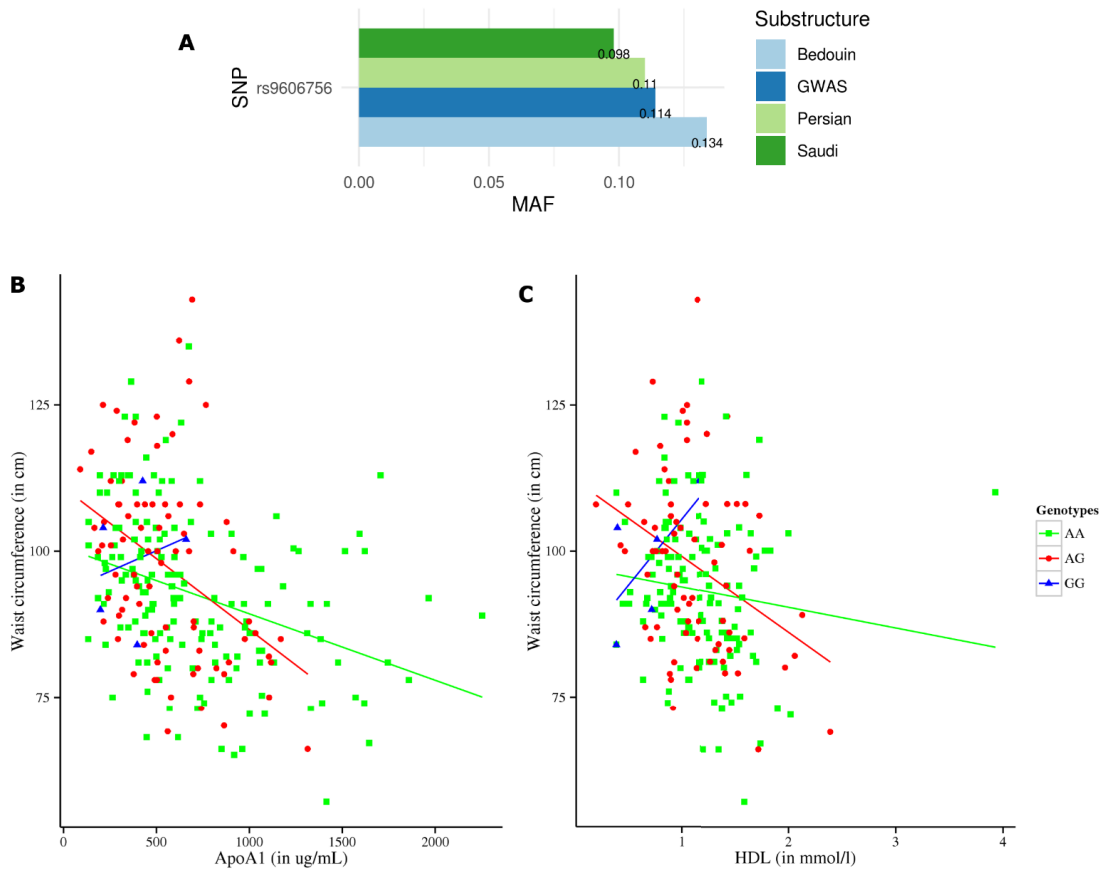 A
SNP
rs9606756
0.098
0.11
0.114
0.134
0.00
0.05
0.10
MAF
Substructure
Bedouin
GWAS
Persian
Saudi
B
Waist circumference (in cm)
125
100
75
0
500
1000
1500
2000
ApoA1 (in ug/mL)
C
Waist circumference (in cm)
125
100
75
1
2
3
4
HDL (in mmol/l)
Genotypes
AA
AG
GG